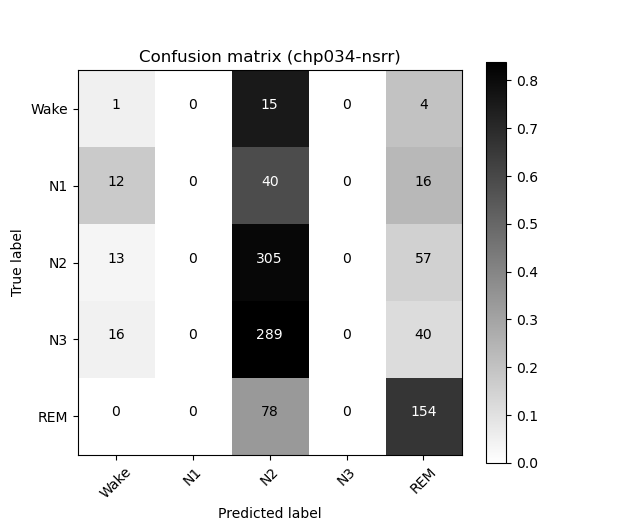 Confusion matrix (chp034-nsrr)
Wake 1 0 15 0 4
N1 12 0 40 0 16
N2 13 0 305 0 57
N3 16 0 289 0 40
REM 0 0 78 0 154
Wake N1 N2 N3 REM
Predicted label
True label
0.8
0.7
0.6
0.5
0.4
0.3
0.2
0.1
0.0